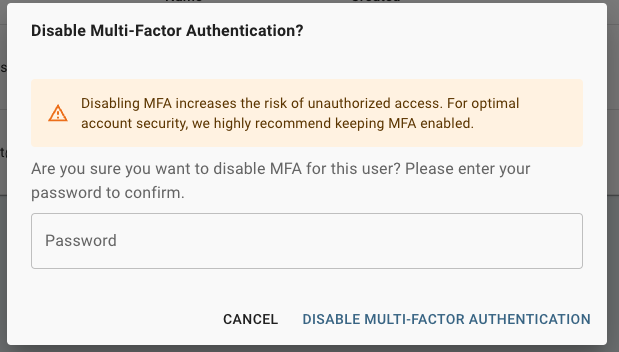 Disable Multi-Factor Authentication?
Disabling MFA increases the risk of unauthorized access. For optimal
account security, we highly recommend keeping MFA enabled.
Are you sure you want to disable MFA for this user? Please enter your
password to confirm.
Password
CANCEL DISABLE MULTI-FACTOR AUTHENTICATION